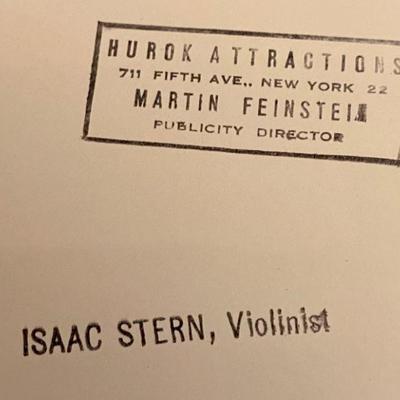 HUROK ATTRACTIONS
711 FIFTH AVE., NEW YORK 22
MARTIN FEINSTEIN
PUBLICITY DIRECTOR
ISAAC STERN, Violinist